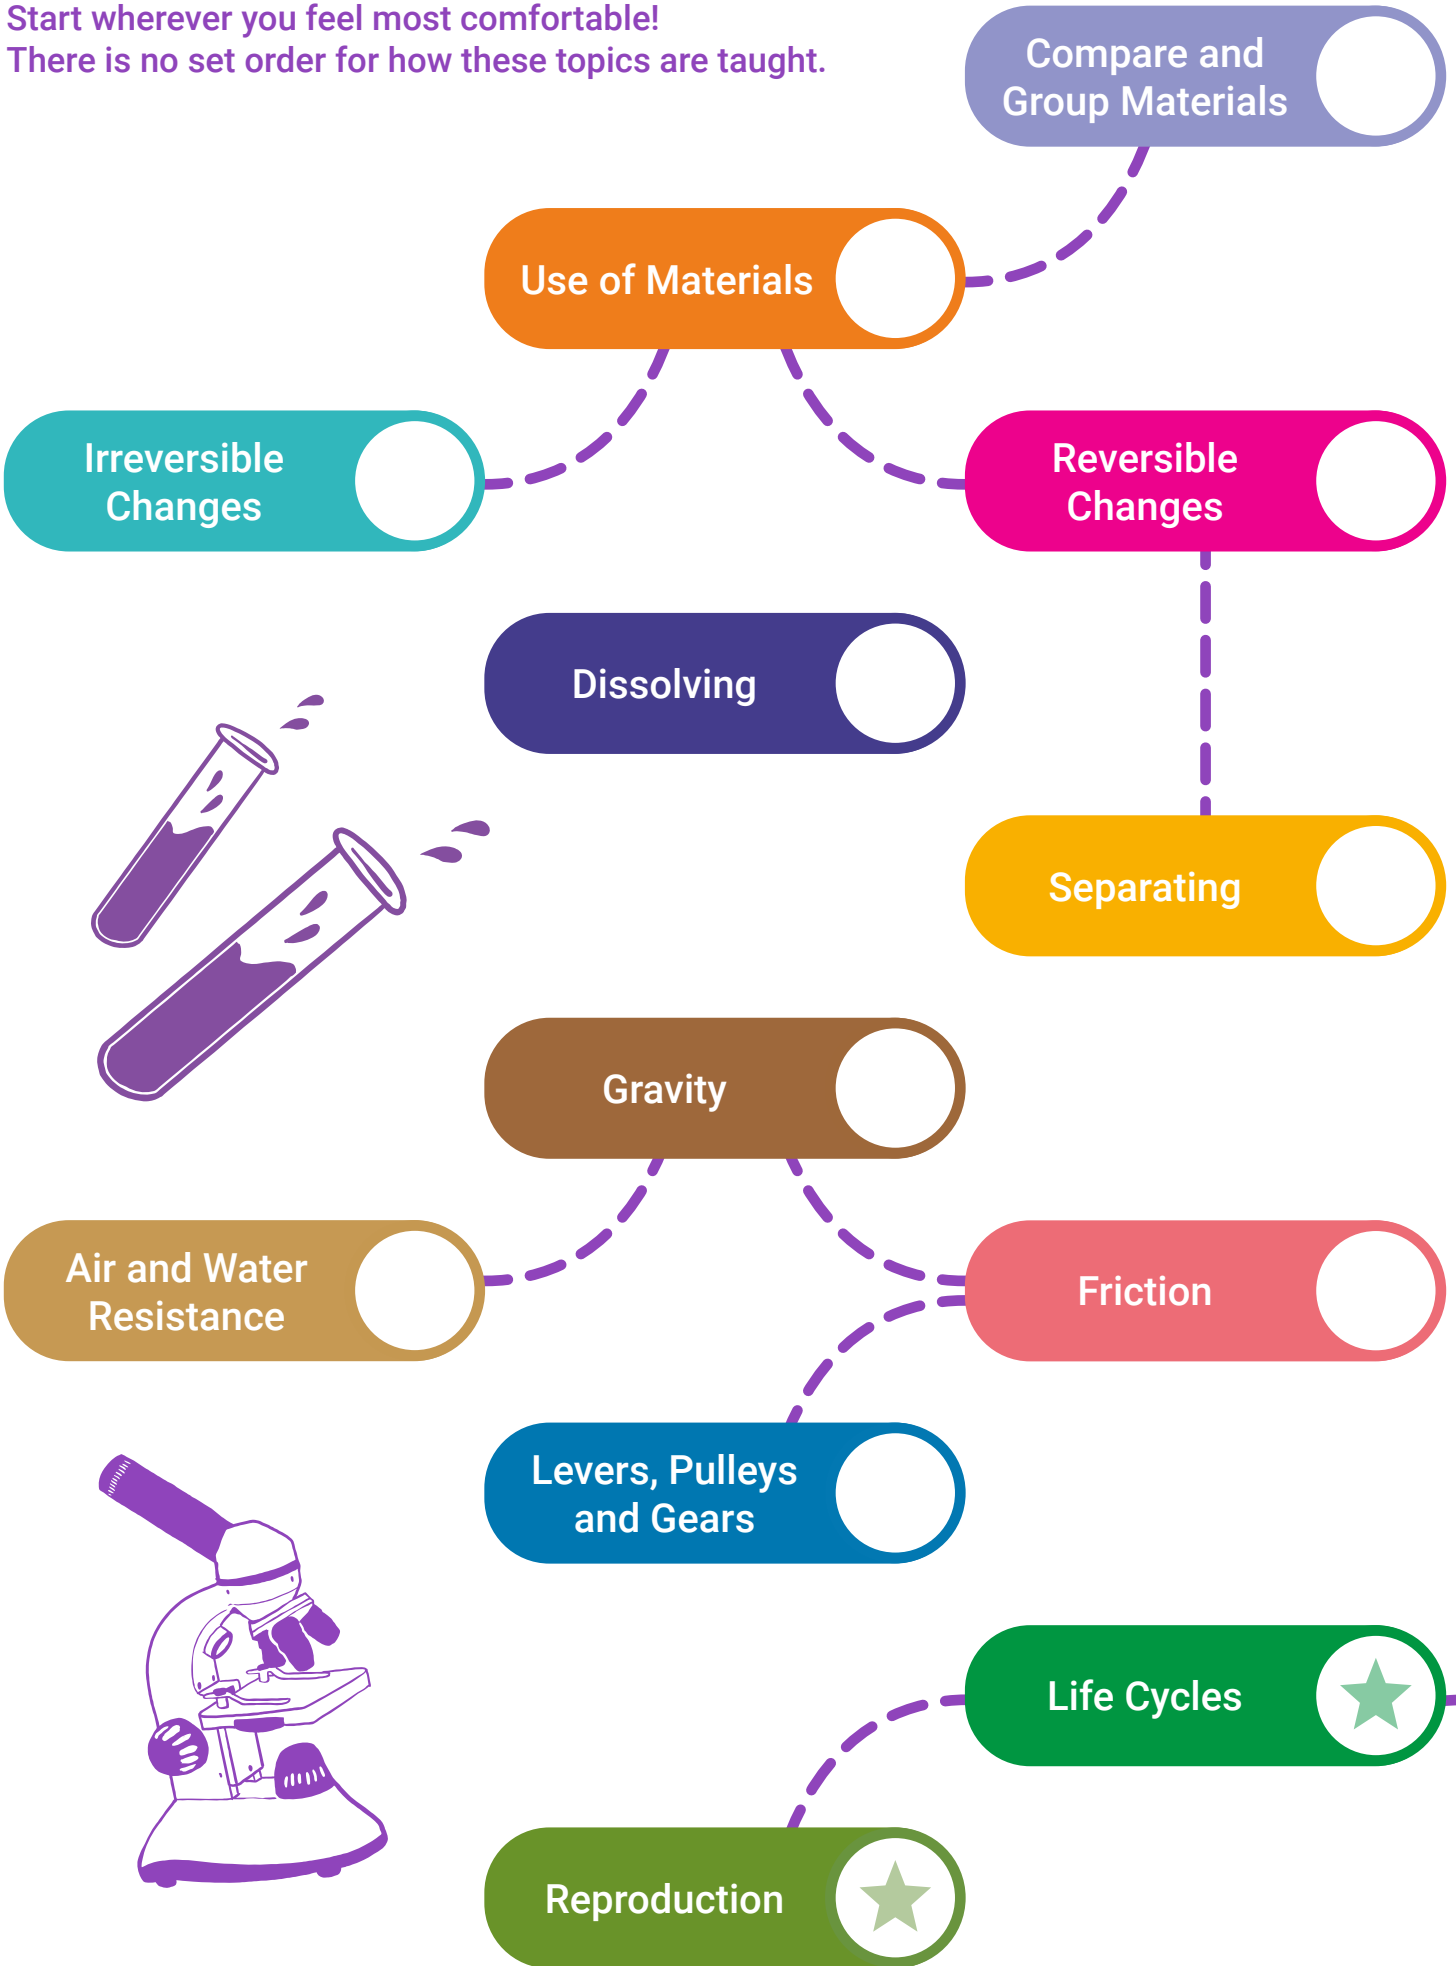 Start wherever you feel most comfortable!
There is no set order for how these topics are taught.
Compare and
Group Materials
Use of Materials
Irreversible
Changes
Reversible
Changes
Dissolving
Separating
Gravity
Air and Water
Resistance
Friction
Levers, Pulleys
and Gears
Life Cycles
Reproduction